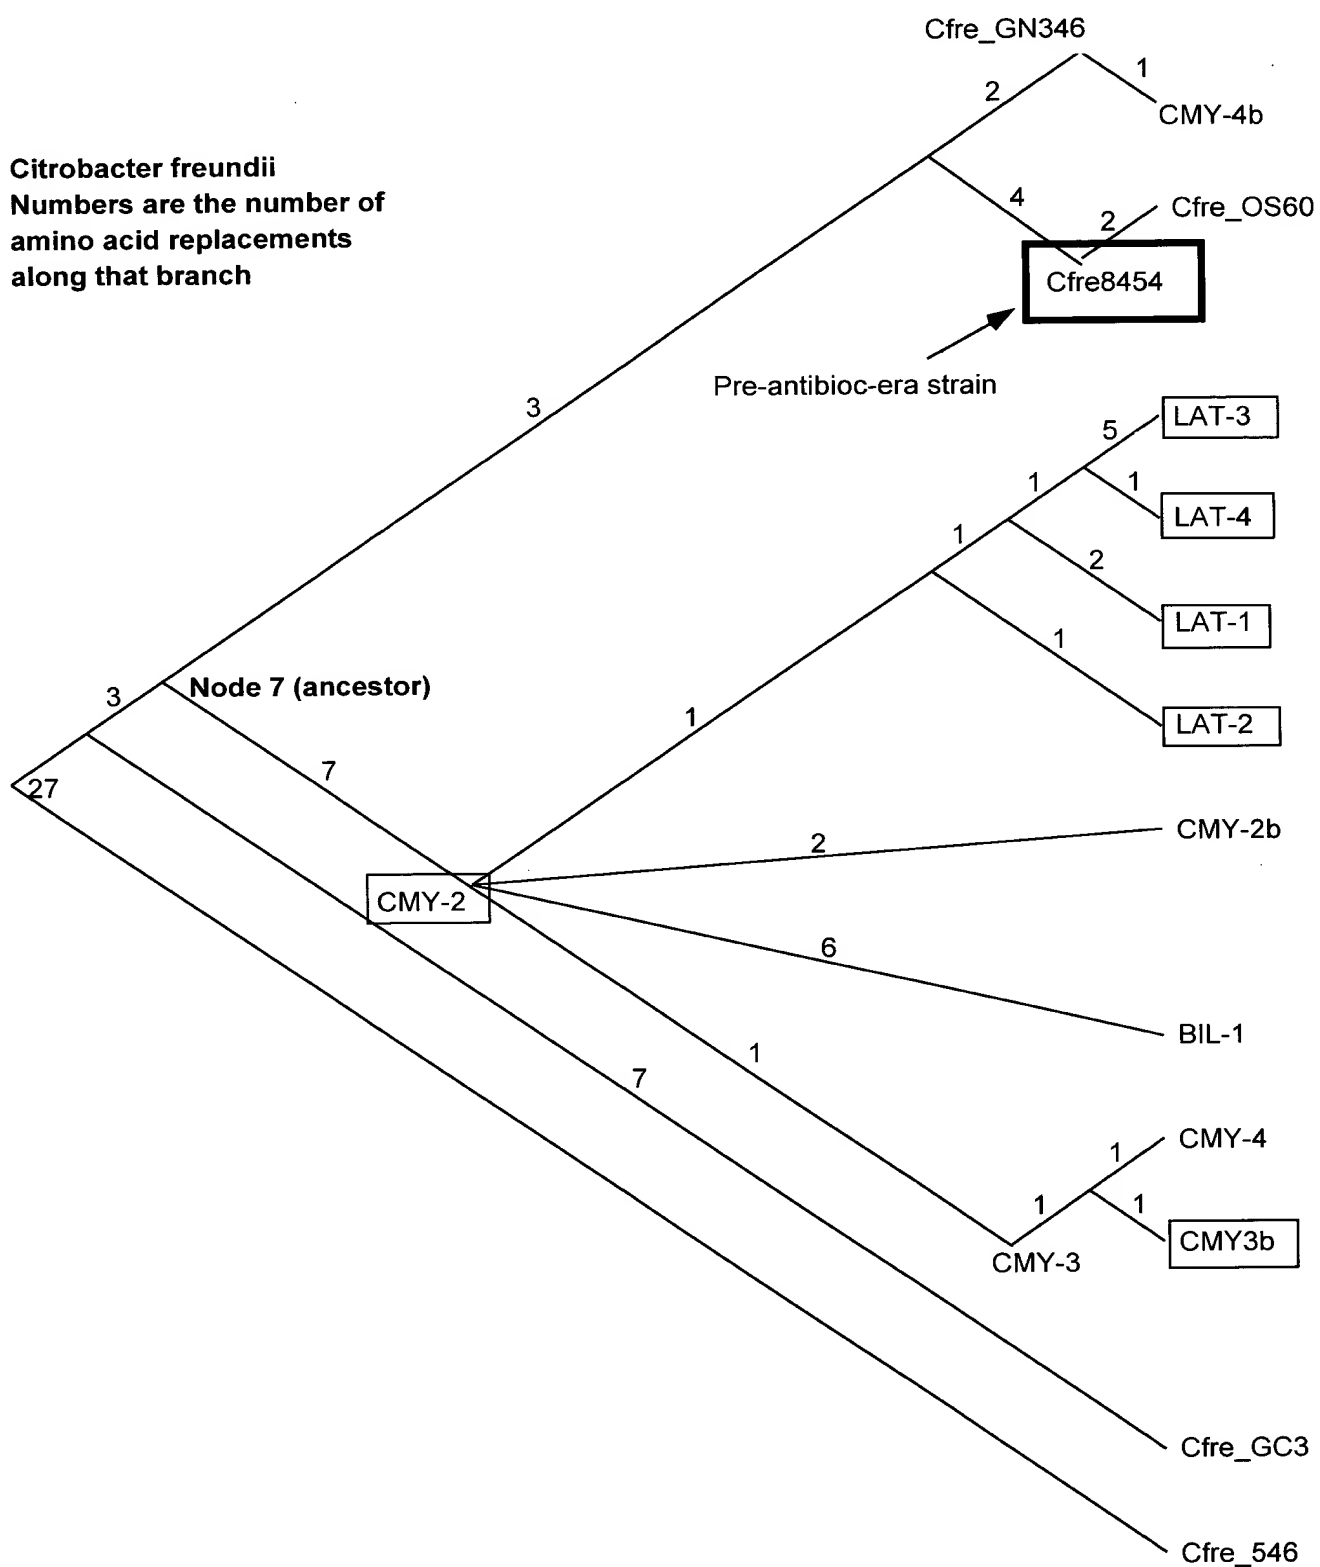 Cfre_GN346
1
2
CMY-4b
Citrobacter freundii
Numbers are the number of
amino acid replacements
along that branch
4
2
Cfre_OS60
Cfre8454
Pre-antibioc-era strain
3
5
LAT-3
1
1
LAT-4
1
2
LAT-1
1
LAT-2
3
Node 7 (ancestor)
1
7
27
2
CMY-2b
CMY-2
6
BIL-1
1
7
1
CMY-4
1
1
CMY3b
CMY-3
Cfre_GC3
Cfre_546